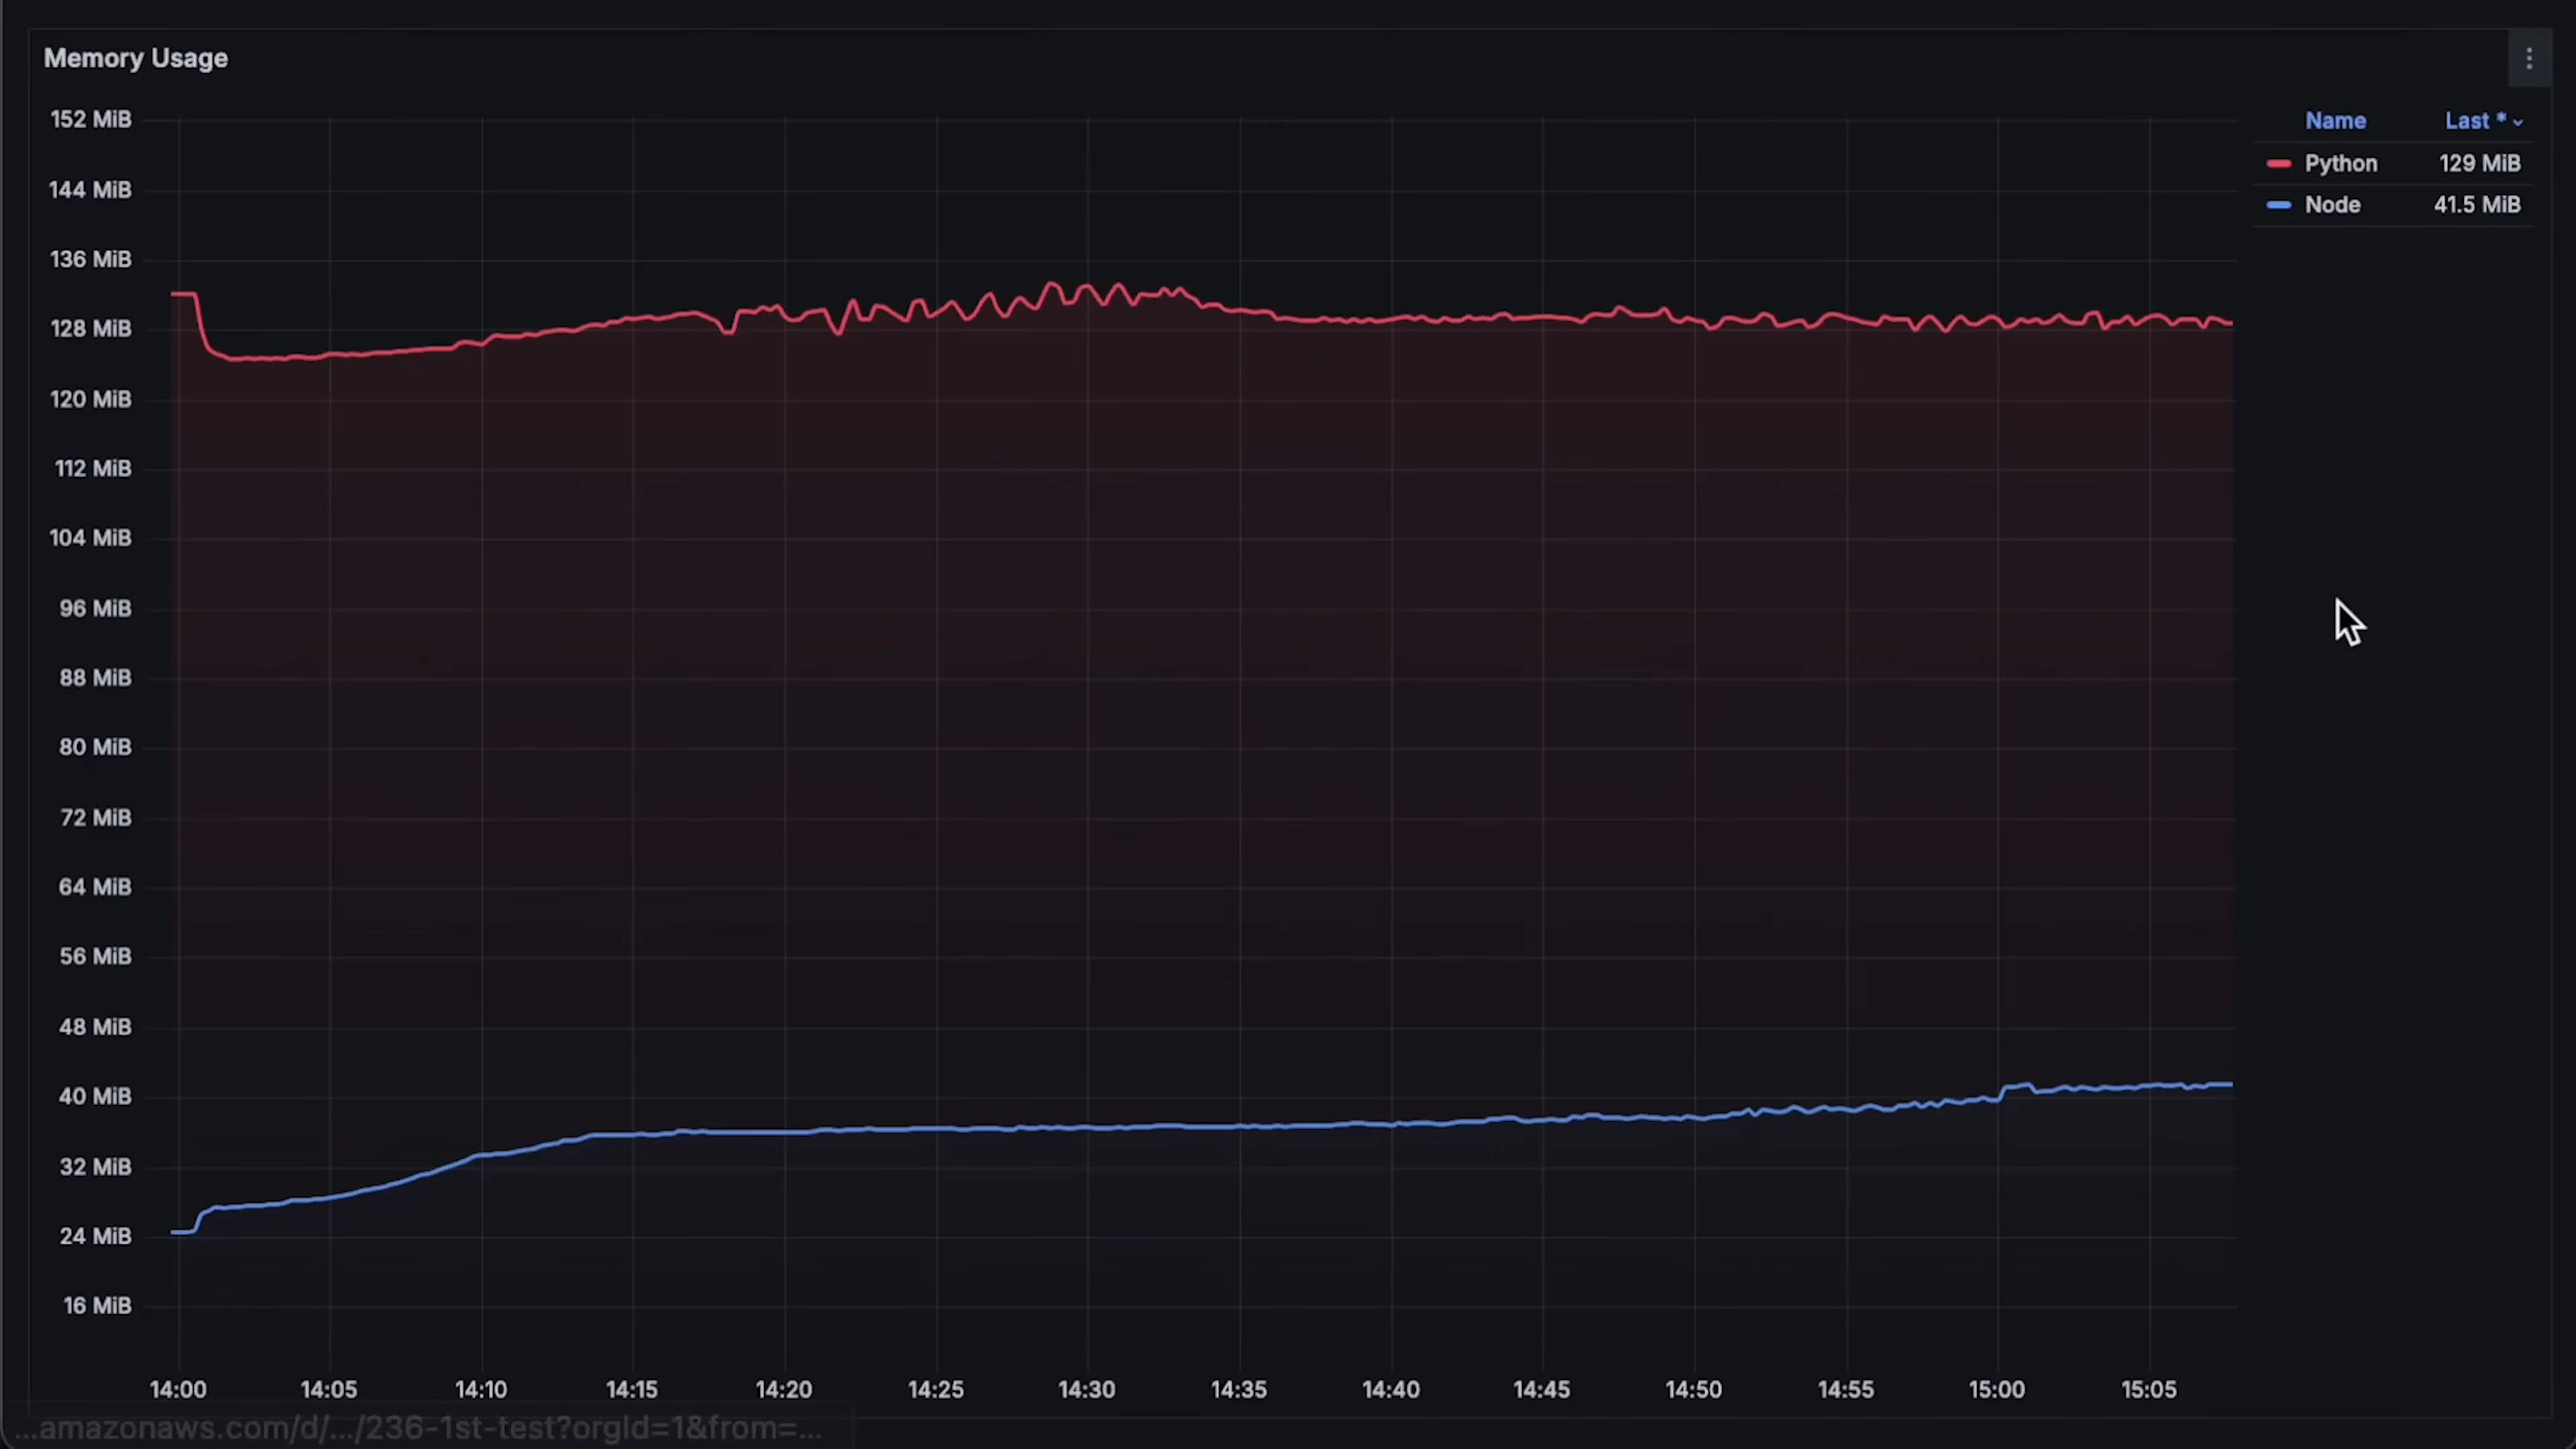 Memory Usage
152 MiB
144 MiB
136 MiB
128 MiB
120 MiB
112 MiB
104 MiB
96 MiB
88 MiB
80 MiB
72 MiB
64 MiB
56 MiB
48 MiB
40 MiB
32 MiB
24 MiB
16 MiB
14:00 14:05 14:10 14:15 14:20 14:25 14:30 14:35 14:40 14:45 14:50 14:55 15:00 15:05
Name Last *
Python 129 MiB
Node 41.5 MiB
...amazonaws.com/d/.../236-1st-test?orgId=1&from=...